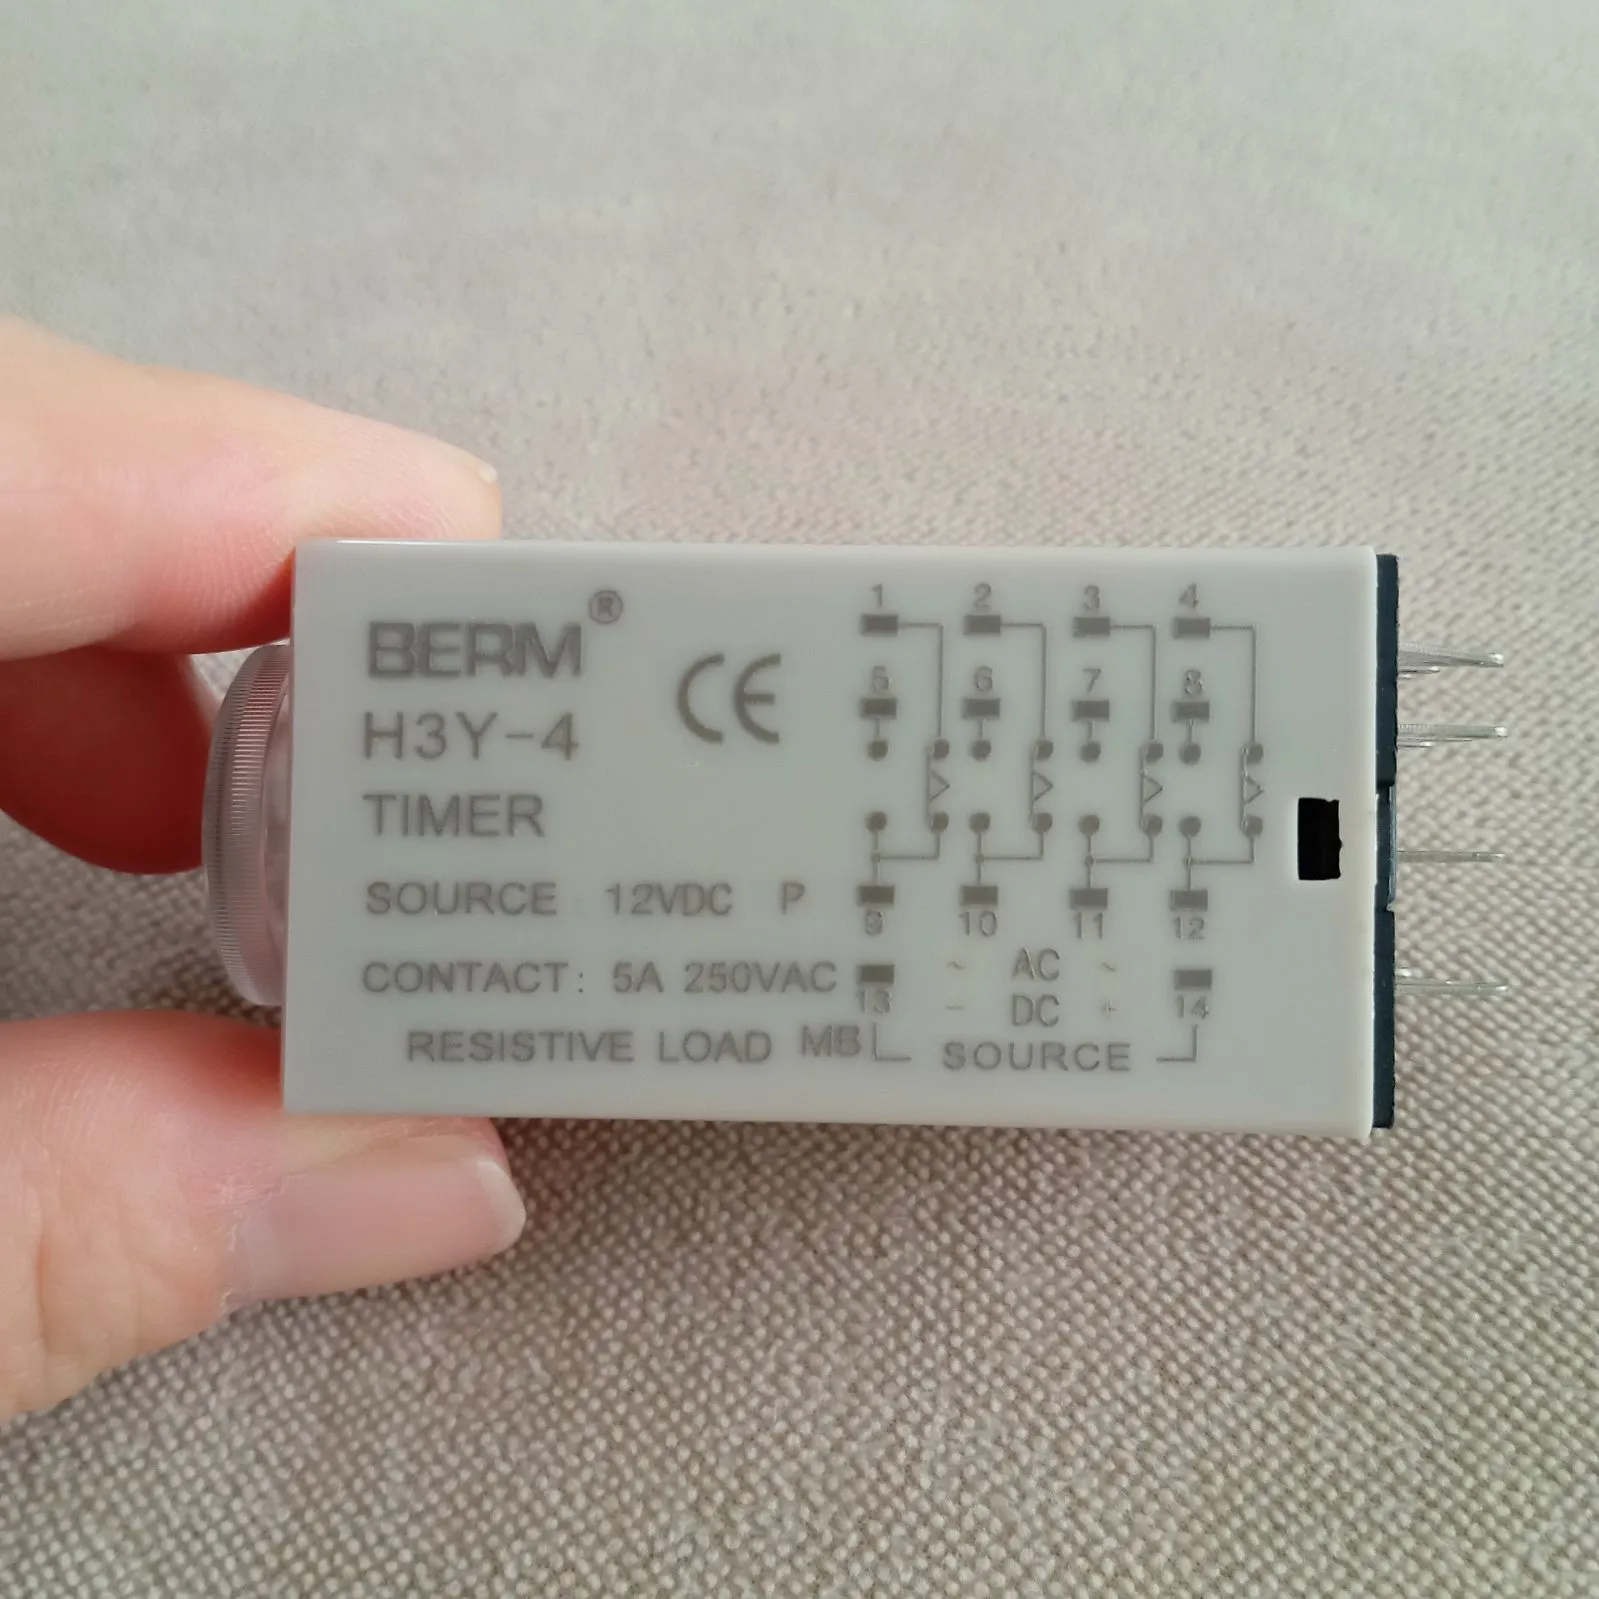 BERM®
H3Y-4
TIMER
SOURCE 12VDC P
CONTACT: 5A 250VAC
RESISTIVE LOAD MB
CE
1 2 3 4
5 6 7 8
9 10 11 12
~ AC ~
13 - DC + 14
SOURCE